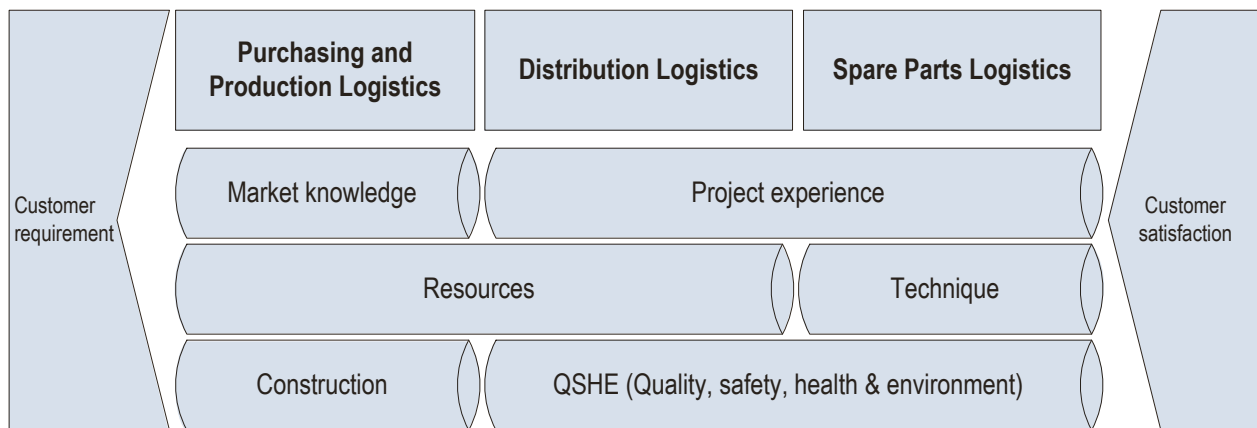 Purchasing and
Production Logistics
Distribution Logistics
Spare Parts Logistics
Customer
requirement
Market knowledge
Project experience
Customer
satisfaction
Resources
Technique
Construction
QSHE (Quality, safety, health & environment)